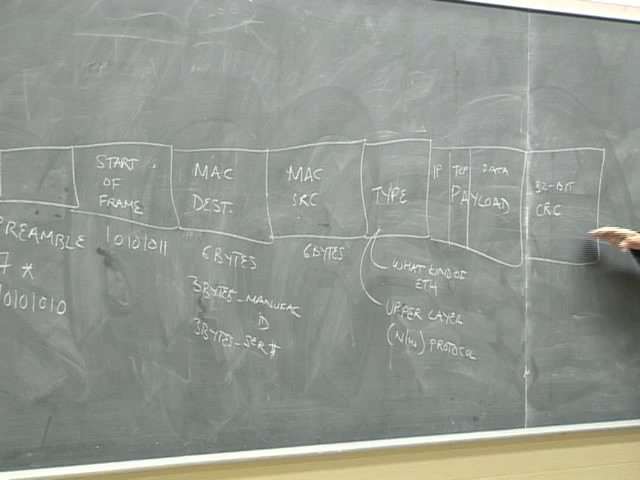 START
OF
FRAME
MAC
DEST.
MAC
SRC
TYPE
IP
TCP
DATA
PAYLOAD
32-BIT
CRC
PREAMBLE
7 *
10101010
10101011
6 BYTES
3 BYTES - MANUFAC
ID
3 BYTES - SER #
6 BYTES
WHAT KIND OF
ETH
UPPER LAYER
PROTOCOL